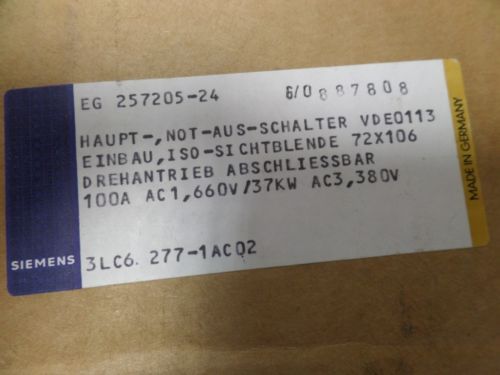 EG 257205-24 6/0887808
HAUPT-,NOT-AUS-SCHALTER VDE0113
EINBAU,ISO-SICHTBLENDE 72X106
DREHANTRIEB ABSCHLIESSBAR
100A AC1,660V/37KW AC3,380V
3LC6. 277-1AC02
SIEMENS
MADE IN GERMANY